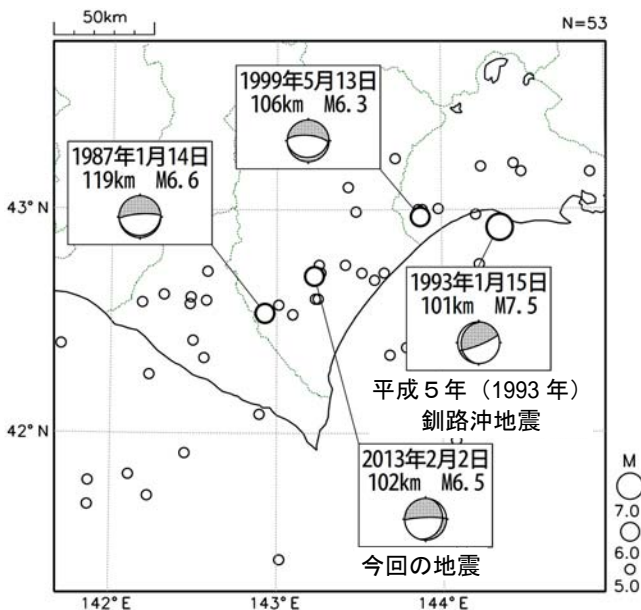 50km
N=53
1999年5月13日
106km M6.3
1987年1月14日
119km M6.6
43°N
1993年1月15日
101km M7.5
平成5年（1993年）
釧路沖地震
42°N
2013年2月2日
102km M6.5
今回の地震
M
7.0
6.0
5.0
142°E
143°E
144°E